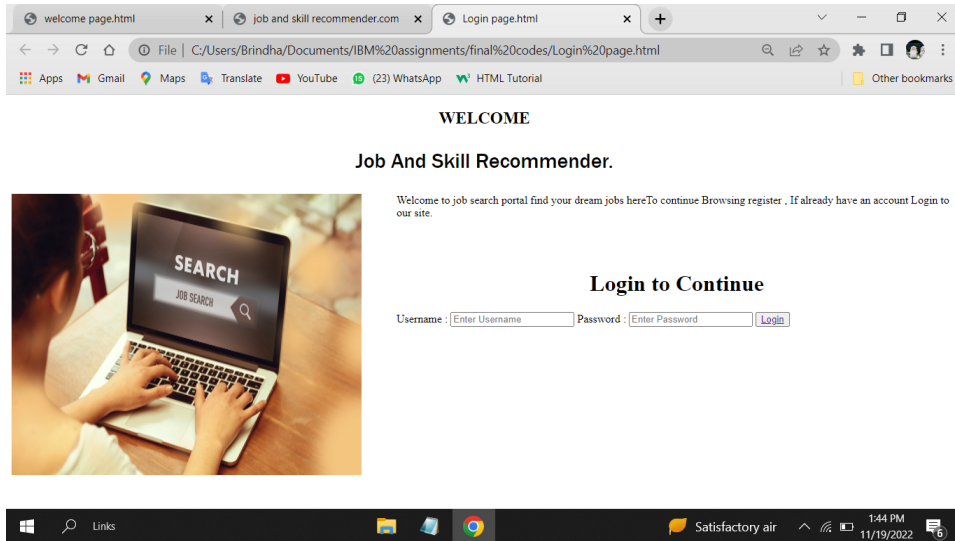 welcome page.html
job and skill recommender.com
Login page.html
File | C:/Users/Brindha/Documents/IBM%20assignments/final%20codes/Login%20page.html
Apps Gmail Maps Translate YouTube 15 (23) WhatsApp HTML Tutorial Other bookmarks
WELCOME
Job And Skill Recommender.
Welcome to job search portal find your dream jobs hereTo continue Browsing register , If already have an account Login to
our site.
SEARCH
JOB SEARCH
Login to Continue
Username : Enter Username Password : Enter Password Login
Links
Satisfactory air
1:44 PM
11/19/2022
6